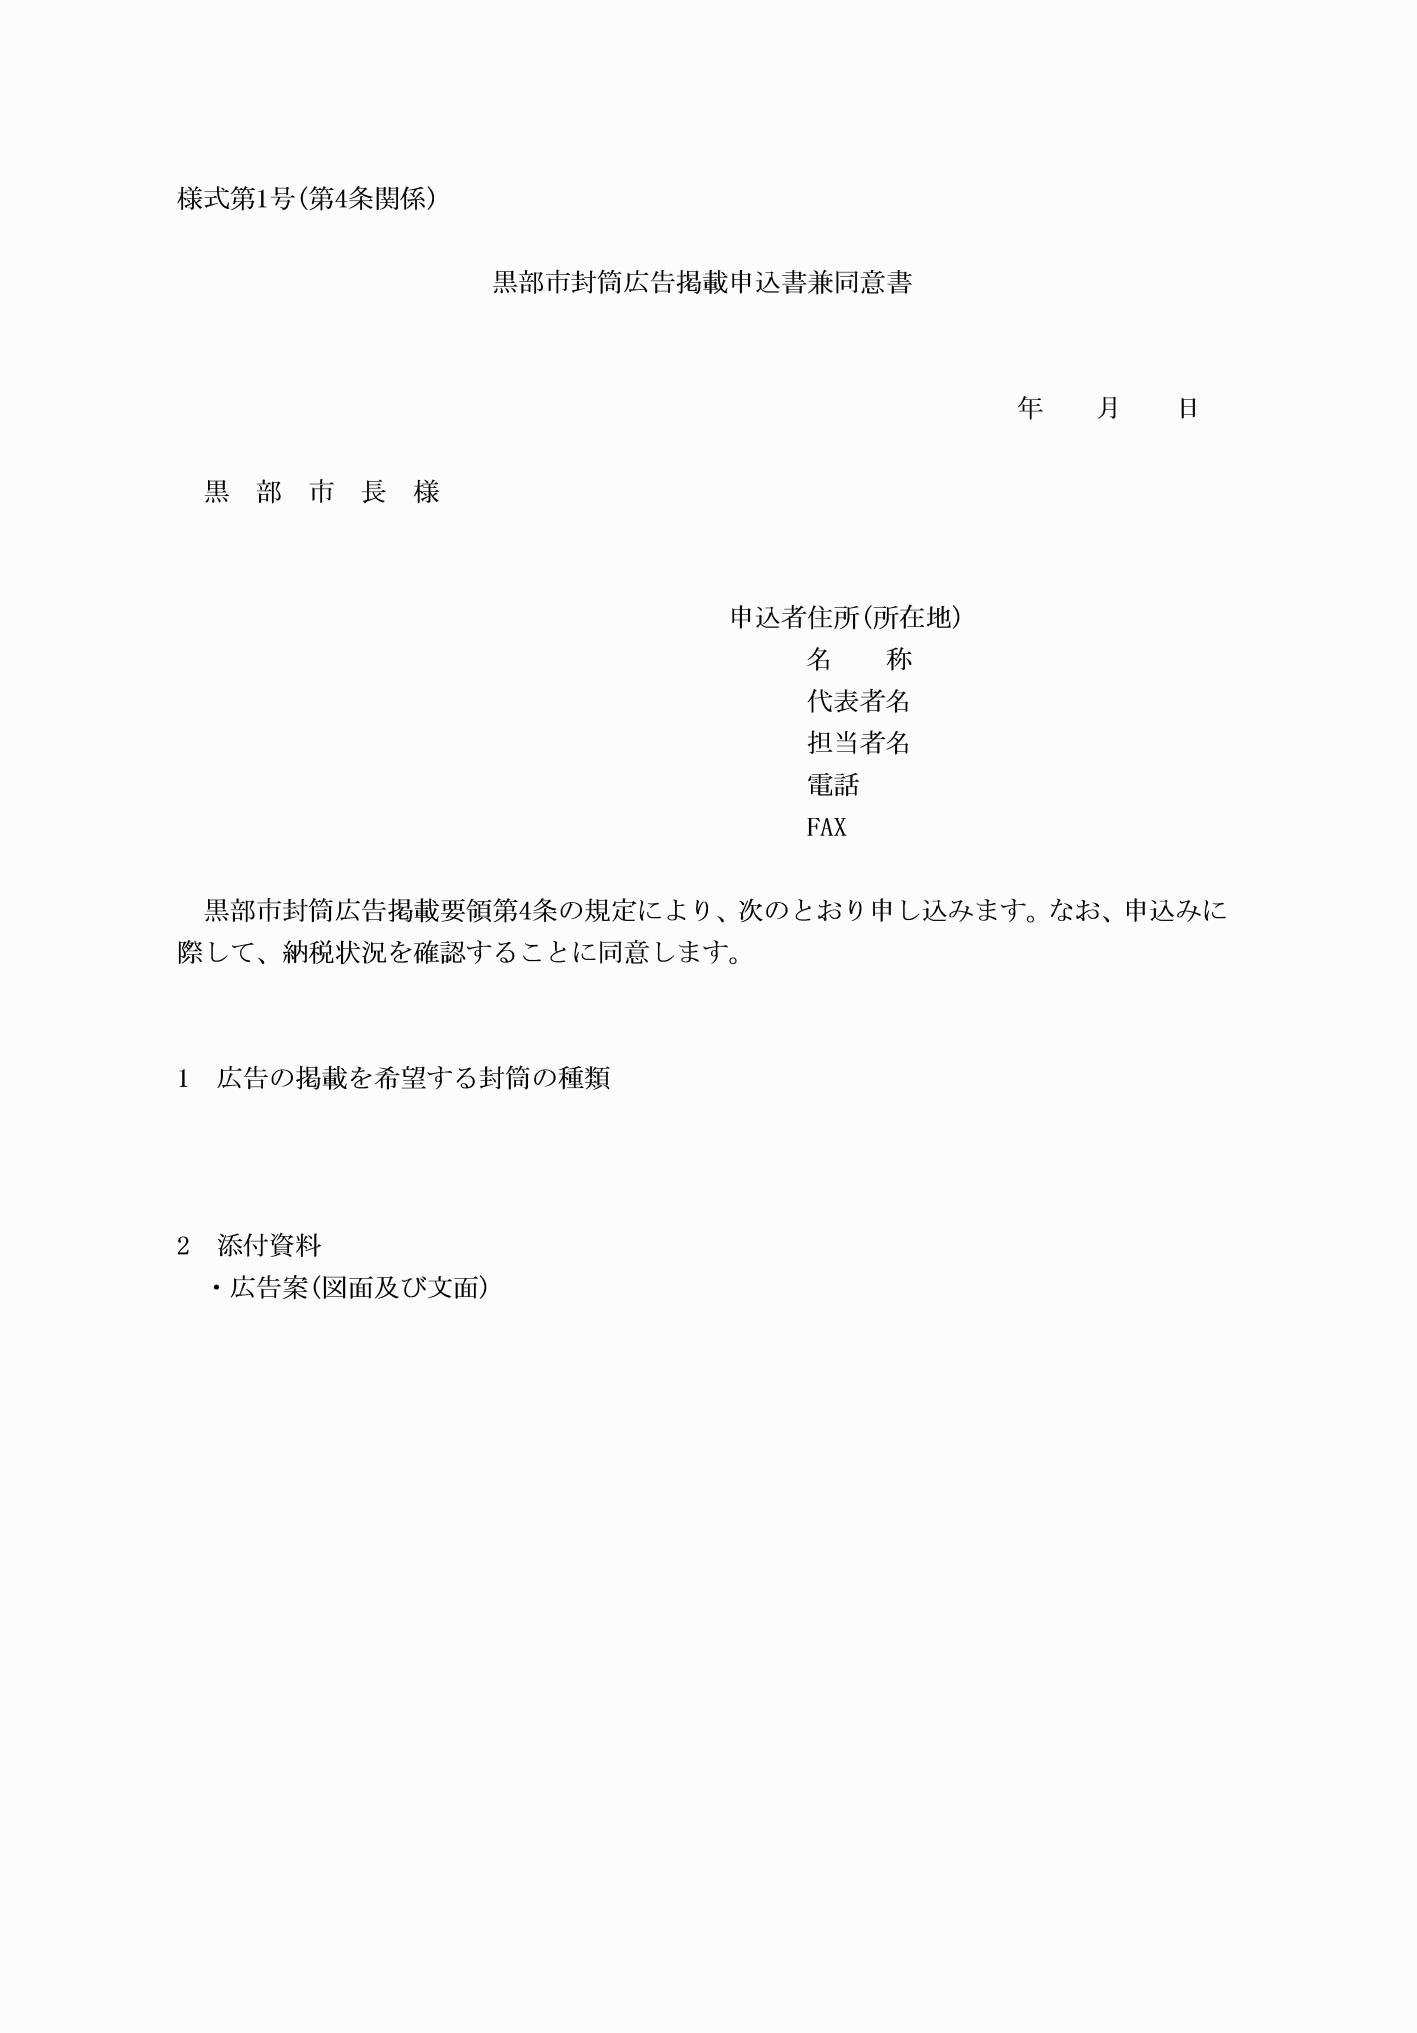 様式第1号(第4条関係)
黒部市封筒広告掲載申込書兼同意書
年　　月　　日
黒　部　市　長　様
申込者住所(所在地)
名　　称
代表者名
担当者名
電話
FAX
黒部市封筒広告掲載要領第4条の規定により、次のとおり申し込みます。なお、申込みに
際して、納税状況を確認することに同意します。
1　広告の掲載を希望する封筒の種類
2　添付資料
・広告案(図面及び文面)